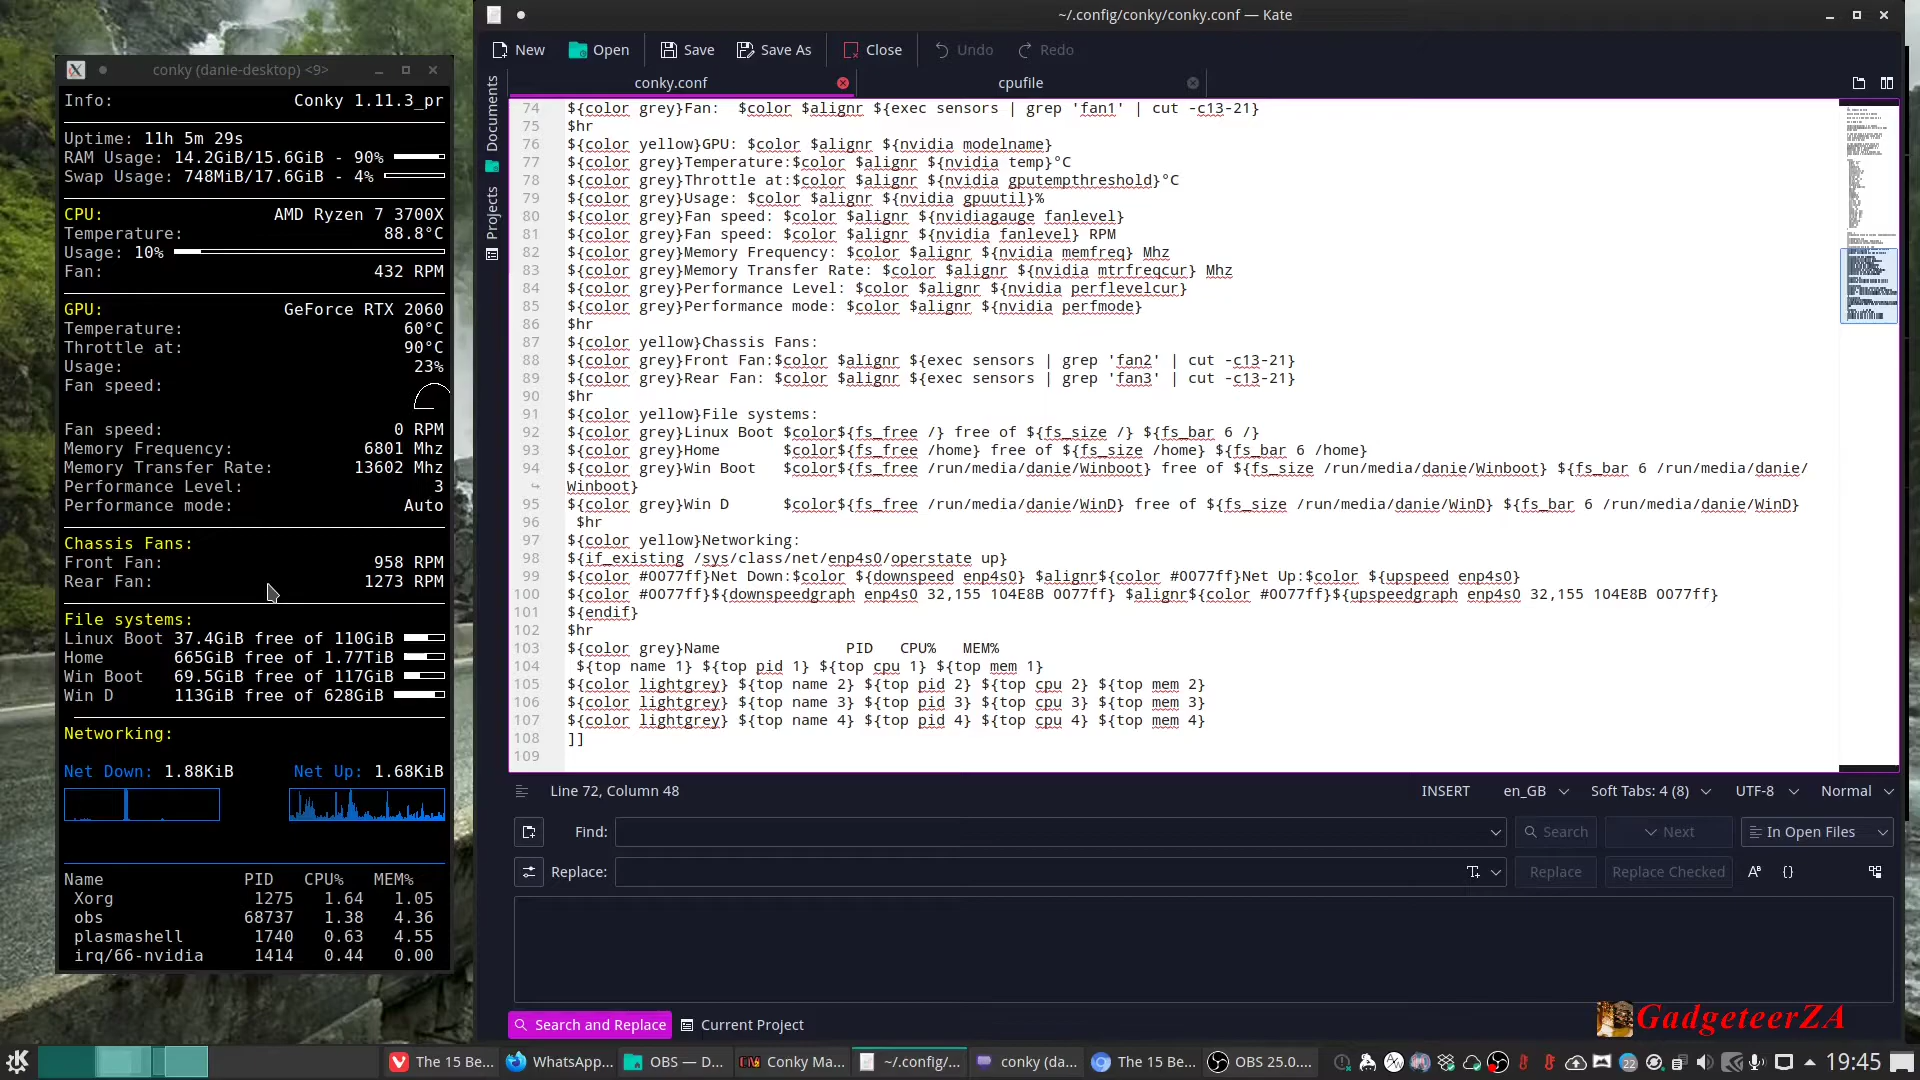 ~/.config/conky/conky.conf — Kate
New
Open
Save
Save As
Close
Undo
Redo
conky.conf
cpufile
Documents
Projects
conky (danie-desktop) <9>
Info: Conky 1.11.3_pr
Uptime: 11h 5m 29s
RAM Usage: 14.2GiB/15.6GiB - 90%
Swap Usage: 748MiB/17.6GiB - 4%
CPU: AMD Ryzen 7 3700X
Temperature: 88.8°C
Usage: 10%
Fan: 432 RPM
GPU: GeForce RTX 2060
Temperature: 60°C
Throttle at: 90°C
Usage: 23%
Fan speed:
Fan speed: 0 RPM
Memory Frequency: 6801 Mhz
Memory Transfer Rate: 13602 Mhz
Performance Level: 3
Performance mode: Auto
Chassis Fans:
Front Fan: 958 RPM
Rear Fan: 1273 RPM
File systems:
Linux Boot 37.4GiB free of 110GiB
Home 665GiB free of 1.77TiB
Win Boot 69.5GiB free of 117GiB
Win D 113GiB free of 628GiB
Networking:
Net Down: 1.88KiB Net Up: 1.68KiB
Name PID CPU% MEM%
Xorg 1275 1.64 1.05
obs 68737 1.38 4.36
plasmashell 1740 0.63 4.55
irq/66-nvidia 1414 0.44 0.00
74 ${color grey}Fan:  $color $alignr ${exec sensors | grep 'fan1' | cut -c13-21}
75 $hr
76 ${color yellow}GPU: $color $alignr ${nvidia modelname}
77 ${color grey}Temperature:$color $alignr ${nvidia temp}°C
78 ${color grey}Throttle at:$color $alignr ${nvidia gputempthreshold}°C
79 ${color grey}Usage: $color $alignr ${nvidia gpuutil}%
80 ${color grey}Fan speed: $color $alignr ${nvidiagauge fanlevel}
81 ${color grey}Fan speed: $color $alignr ${nvidia fanlevel} RPM
82 ${color grey}Memory Frequency: $color $alignr ${nvidia memfreq} Mhz
83 ${color grey}Memory Transfer Rate: $color $alignr ${nvidia mtrfreqcur} Mhz
84 ${color grey}Performance Level: $color $alignr ${nvidia perflevelcur}
85 ${color grey}Performance mode: $color $alignr ${nvidia perfmode}
86 $hr
87 ${color yellow}Chassis Fans:
88 ${color grey}Front Fan:$color $alignr ${exec sensors | grep 'fan2' | cut -c13-21}
89 ${color grey}Rear Fan: $color $alignr ${exec sensors | grep 'fan3' | cut -c13-21}
90 $hr
91 ${color yellow}File systems:
92 ${color grey}Linux Boot $color${fs_free /} free of ${fs_size /} ${fs_bar 6 /}
93 ${color grey}Home       $color${fs_free /home} free of ${fs_size /home} ${fs_bar 6 /home}
94 ${color grey}Win Boot   $color${fs_free /run/media/danie/Winboot} free of ${fs_size /run/media/danie/Winboot} ${fs_bar 6 /run/media/danie/
Winboot}
95 ${color grey}Win D      $color${fs_free /run/media/danie/WinD} free of ${fs_size /run/media/danie/WinD} ${fs_bar 6 /run/media/danie/WinD}
96  $hr
97 ${color yellow}Networking:
98 ${if_existing /sys/class/net/enp4s0/operstate up}
99 ${color #0077ff}Net Down:$color ${downspeed enp4s0} $alignr${color #0077ff}Net Up:$color ${upspeed enp4s0}
100 ${color #0077ff}${downspeedgraph enp4s0 32,155 104E8B 0077ff} $alignr${color #0077ff}${upspeedgraph enp4s0 32,155 104E8B 0077ff}
101 ${endif}
102 $hr
103 ${color grey}Name              PID   CPU%   MEM%
104  ${top name 1} ${top pid 1} ${top cpu 1} ${top mem 1}
105 ${color lightgrey} ${top name 2} ${top pid 2} ${top cpu 2} ${top mem 2}
106 ${color lightgrey} ${top name 3} ${top pid 3} ${top cpu 3} ${top mem 3}
107 ${color lightgrey} ${top name 4} ${top pid 4} ${top cpu 4} ${top mem 4}
108 ]]
109
Line 72, Column 48 INSERT en_GB Soft Tabs: 4 (8) UTF-8 Normal
Find: Search Next In Open Files
Replace: Replace Replace Checked
Search and Replace Current Project
GadgeteerZA
The 15 Be...
WhatsApp...
OBS — D...
Conky Ma...
~/.config/...
conky (da...
The 15 Be...
OBS 25.0....
22
19:45